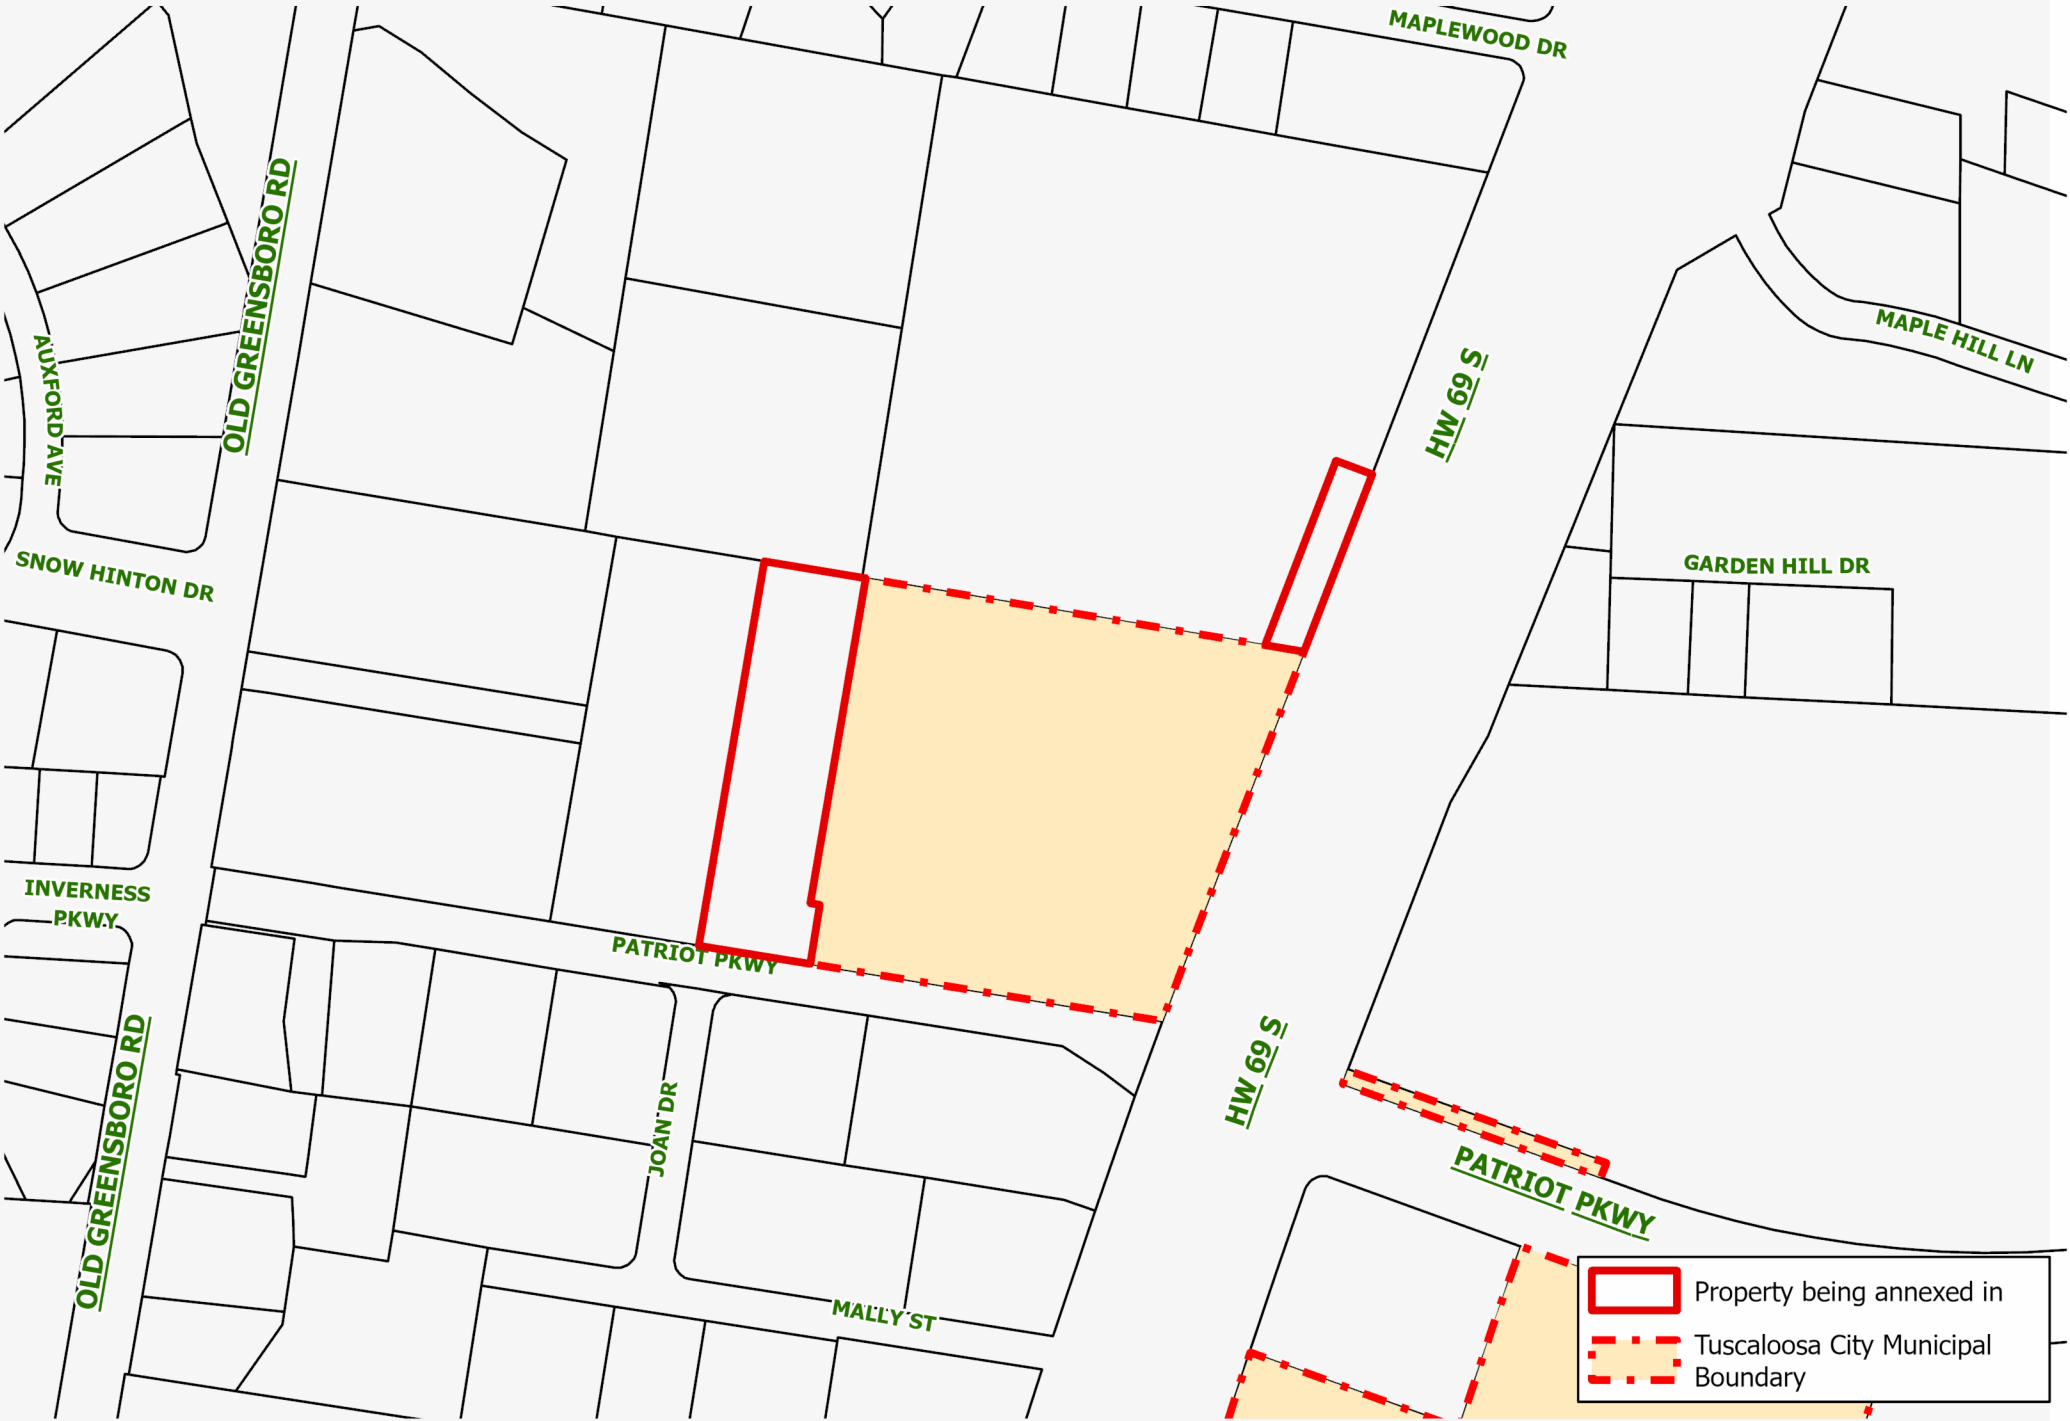 MAPLEWOOD DR
OLD GREENSBORO RD
AUXFORD AVE
MAPLE HILL LN
HW 69 S
SNOW HINTON DR
GARDEN HILL DR
INVERNESS
PKWY
PATRIOT PKWY
OLD GREENSBORO RD
JOAN DR
HW 69 S
PATRIOT PKWY
MALLY ST
Property being annexed in
Tuscaloosa City Municipal
Boundary